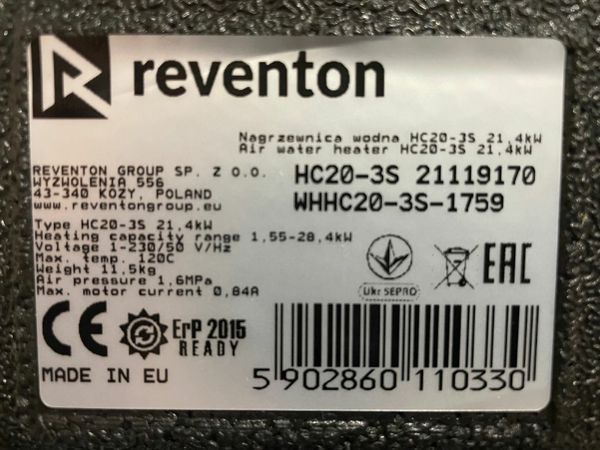 reventon
Nagrzewnica wodna HC20-3S 21,4kW
Air water heater HC20-3S 21,4kW
REVENTON GROUP SP. Z O.O.
WYZWOLENIA 556
43-340 KOZY, POLAND
www.reventongroup.eu
HC20-3S 21119170
WHHC20-3S-1759
Type HC20-3S 21,4kW
Heating capacity range 1,55-28,4kW
Voltage 1-230/50 V/Hz
Max. temp. 120C
Weight 11,5kg
Air pressure 1,6MPa
Max. motor current 0,84A
Ukr SEPRO
EAC
CE
ErP 2015
READY
MADE IN EU
5 902860 110330